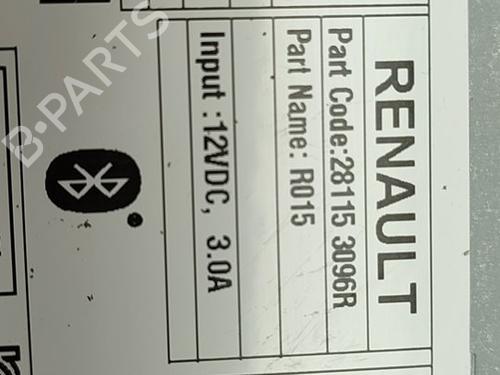 RENAULT
Part Code:28115 3096R
Part Name: R015
Input :12VDC, 3.0A
B-PARTS